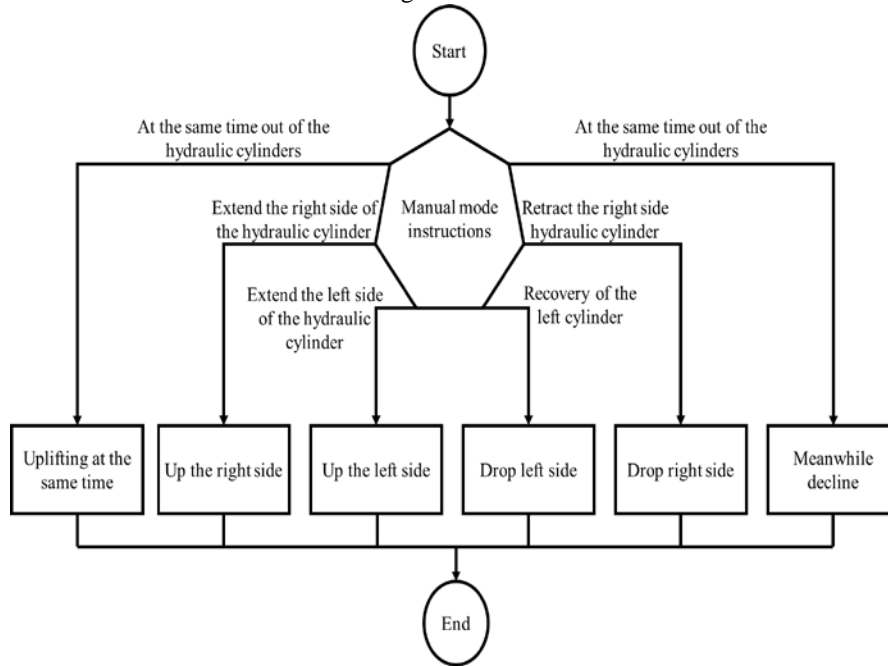 Start
At the same time out of the
hydraulic cylinders
At the same time out of the
hydraulic cylinders
Extend the right side of
the hydraulic cylinder
Manual mode
instructions
Retract the right side
hydraulic cylinder
Extend the left side
of the hydraulic
cylinder
Recovery of the
left cylinder
Uplifting at the
same time
Up the right side
Up the left side
Drop left side
Drop right side
Meanwhile
decline
End